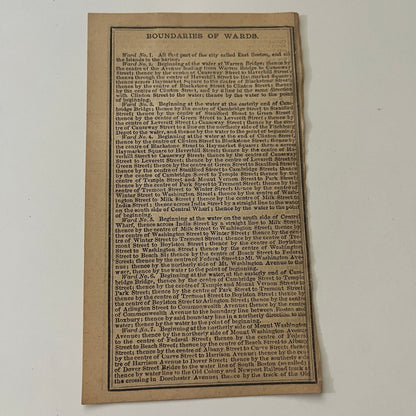 BOUNDARIES OF WARDS.
Ward No. 1. All that part of the city called East Boston, and all
the islands in the harbor.
Ward No. 2. Beginning at the water at Warren Bridge; thence by
the centre of the Avenue leading from Warren Bridge to Causeway
Street; thence by the centre of Causeway Street to Haverhill Street;
thence through the centre of Haverhill Street to the market Square;
thence across Haymarket Square to the centre of Blackstone Street;
thence by the centre of Blackstone Street to Clinton Street; thence
by the centre of Clinton Street, and by a line in the same direction
with Clinton Street to the water; thence by the water to the point
of beginning.
Ward No. 3. Beginning at the water at the easterly end of Cam-
bridge Bridge; thence by the centre of Cambridge Street to Staniford
Street; thence by the centre of Staniford Street to Green Street;
thence by the centre of Green Street to Leverett Street; thence by
the centre of Leverett Street to Causeway Street; thence by
Causeway Street to a line on the southerly side of the Fitchburg
Depot to the water, and thence by the water to the point of beginning.
Ward No. 4. Beginning at the water at the end of Clinton Street;
thence by the centre of Clinton Street to Blackstone Street; thence by
the centre of Blackstone Street to Haymarket Square; thence across
Haymarket Square to Haverhill Street; thence by the centre of
Haverhill Street to Causeway Street; thence by the centre of Causeway
Street to Leverett Street; thence by the centre of Leverett Street to
Green Street; thence by the centre of Green Street to Staniford Street;
thence by the centre of Staniford Street to Cambridge Street; thence
by the centre of Cambridge Street to Temple Street; thence by the
centre of Temple Street and Mount Vernon Street to Park Street;
thence by the centre of Park Street to Tremont Street; thence by the
centre of Tremont Street to Winter Street; thence by the centre of
Winter Street to Washington Street; thence by the centre of Wash-
ington Street to Milk Street; thence by the centre of Milk Street to
India Street; thence across India Street by a straight line to the water
on the south side of Central Wharf; thence by the water to the point
of beginning.
Ward No. 5. Beginning at the water on the south side of Central
Wharf, thence across India Street by a straight line to Milk Street;
thence by the centre of Milk Street to Washington Street; thence
by the centre of Washington Street to Winter Street; thence by the
centre of Winter Street to Tremont Street; thence by the centre of Tre-
mont Street to Boylston Street; thence by the centre of Boylston
Street to Washington Street; thence by the centre of Washington
Street to Beach Street; thence by the centre of Beach Street to Federal
Street; thence by the centre of Federal Street to Mt. Washington Ave-
nue; thence by the northerly side of Mt. Washington Avenue to the
water, thence by the water to the point of beginning.
Ward No. 6. Beginning at the water, at the easterly end of Cam-
bridge Bridge, thence by the centre of Cambridge Street to Temple
Street; thence by the centre of Temple and Mount Vernon Streets to
Park Street; thence by the centre of Park Street to Tremont Street;
thence by the centre of Tremont Street to Boylston Street; thence by
the centre of Boylston Street to Arlington Street; thence by the centre
of Arlington Street to Commonwealth Avenue; thence by the centre
of Commonwealth Avenue to the boundary line between Boston and
Roxbury; thence by said boundary line in a northerly direction to the
water; thence by the water to the point of beginning.
Ward No. 7. Beginning at the northerly side of Mount Washington
Avenue; thence by the northerly side of Mount Washington Avenue
to the centre of Federal Street; thence by the centre of
Federal Street to Beach Street; thence by the centre of Beach Street to Albany
Street; thence by the centre of Albany Street to Curve Street; thence by the
centre of Curve Street to Harrison Avenue; thence by the centre
of Harrison Avenue to Dover Street; thence by the southerly side
of Dover Street Bridge to the water line of South Boston
thence by water line to the Old Colony and Newport Railroad track
thence by the centre of the track of the Old
the crossing in Dorchester Avenue; thence by the